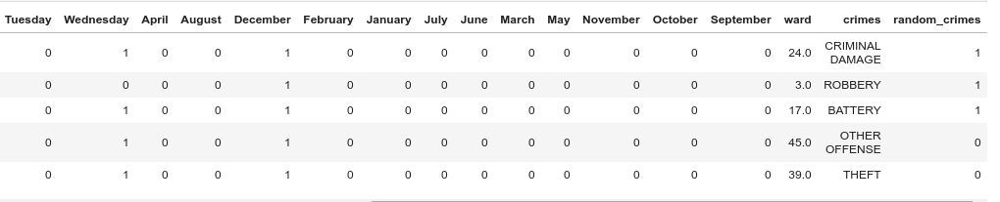 Tuesday Wednesday April August December February January July June March May November October September ward crimes random_crimes
0 1 0 0 1 0 0 0 0 0 0 0 0 0 24.0 CRIMINAL DAMAGE 1
0 0 0 0 1 0 0 0 0 0 0 0 0 0 3.0 ROBBERY 1
0 1 0 0 1 0 0 0 0 0 0 0 0 0 17.0 BATTERY 1
0 1 0 0 1 0 0 0 0 0 0 0 0 0 45.0 OTHER OFFENSE 0
0 1 0 0 1 0 0 0 0 0 0 0 0 0 39.0 THEFT 0